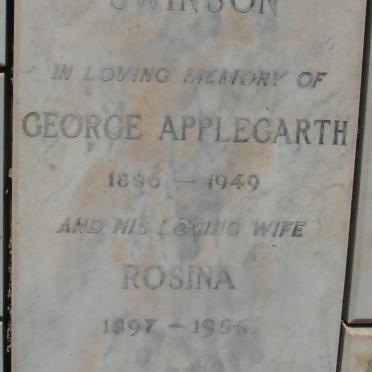 SWINSON
IN LOVING MEMORY OF
GEORGE APPLEGARTH
1886 — 1949
AND HIS LOVING WIFE
ROSINA
1897 — 1956.